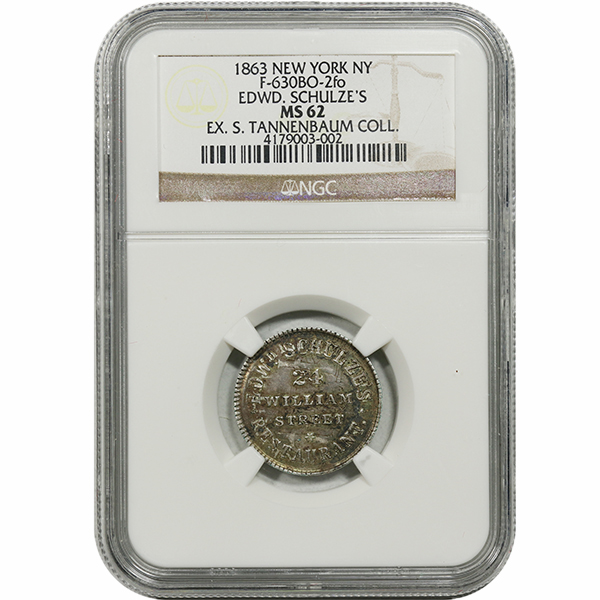 1863 NEW YORK NY
F-630BO-2fo
EDWD. SCHULZE'S
MS 62
EX. S. TANNENBAUM COLL.
4179003-002
NGC
EDWD SCHULZE'S
24
WILLIAM
STREET
RESTAURANT.